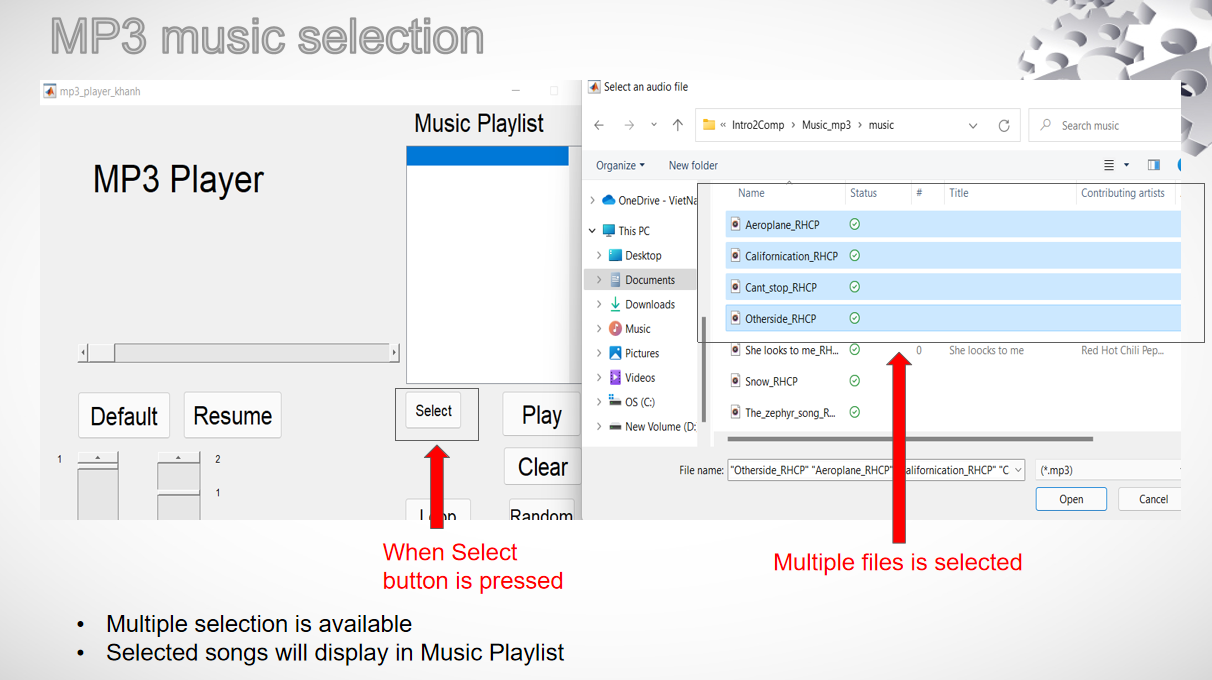 MP3 music selection
mp3_player_khanh
Music Playlist
MP3 Player
Default
Resume
Select
Play
Clear
Loop
Random
1
2
1
Select an audio file
« Intro2Comp › Music_mp3 › music
Search music
Organize
New folder
OneDrive - VietNa
This PC
Desktop
Documents
Downloads
Music
Pictures
Videos
OS (C:)
New Volume (D:
Name Status # Title Contributing artists
Aeroplane_RHCP
Californication_RHCP
Cant_stop_RHCP
Otherside_RHCP
She looks to me_RH... 0 She loocks to me Red Hot Chili Pep...
Snow_RHCP
The_zephyr_song_R...
File name: "Otherside_RHCP" "Aeroplane_RHCP" "Californication_RHCP" "C
(*.mp3)
Open
Cancel
When Select
button is pressed
Multiple files is selected
• Multiple selection is available
• Selected songs will display in Music Playlist